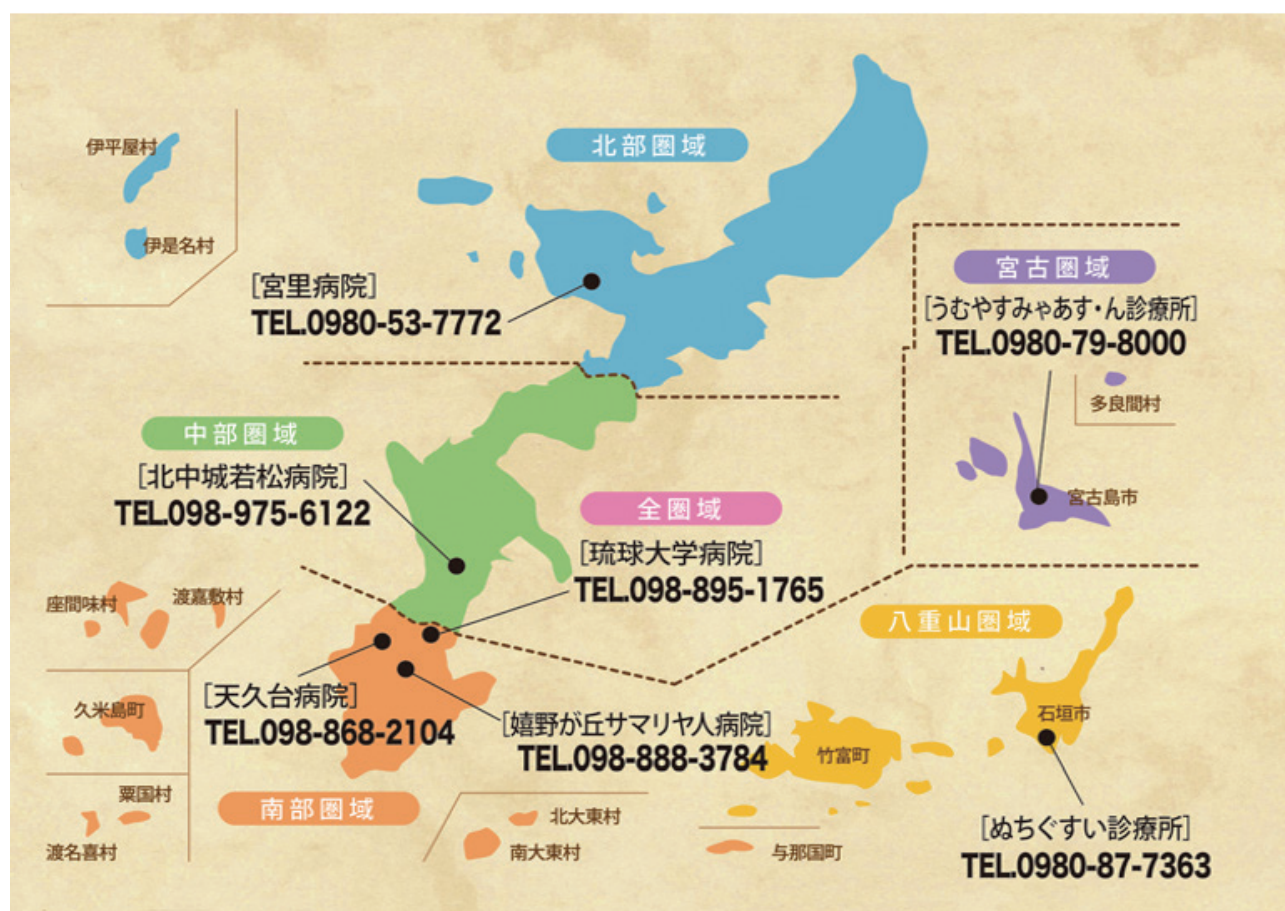 北部圏域
伊平屋村
伊是名村
[宮里病院]
TEL.0980-53-7772
宮古圏域
[うむやすみゃあす・ん診療所]
TEL.0980-79-8000
多良間村
宮古島市
中部圏域
[北中城若松病院]
TEL.098-975-6122
全圏域
[琉球大学病院]
TEL.098-895-1765
座間味村
渡嘉敷村
久米島町
粟国村
渡名喜村
[天久台病院]
TEL.098-868-2104
[嬉野が丘サマリヤ人病院]
TEL.098-888-3784
南部圏域
北大東村
南大東村
八重山圏域
石垣市
竹富町
与那国町
[ぬちぐすい診療所]
TEL.0980-87-7363